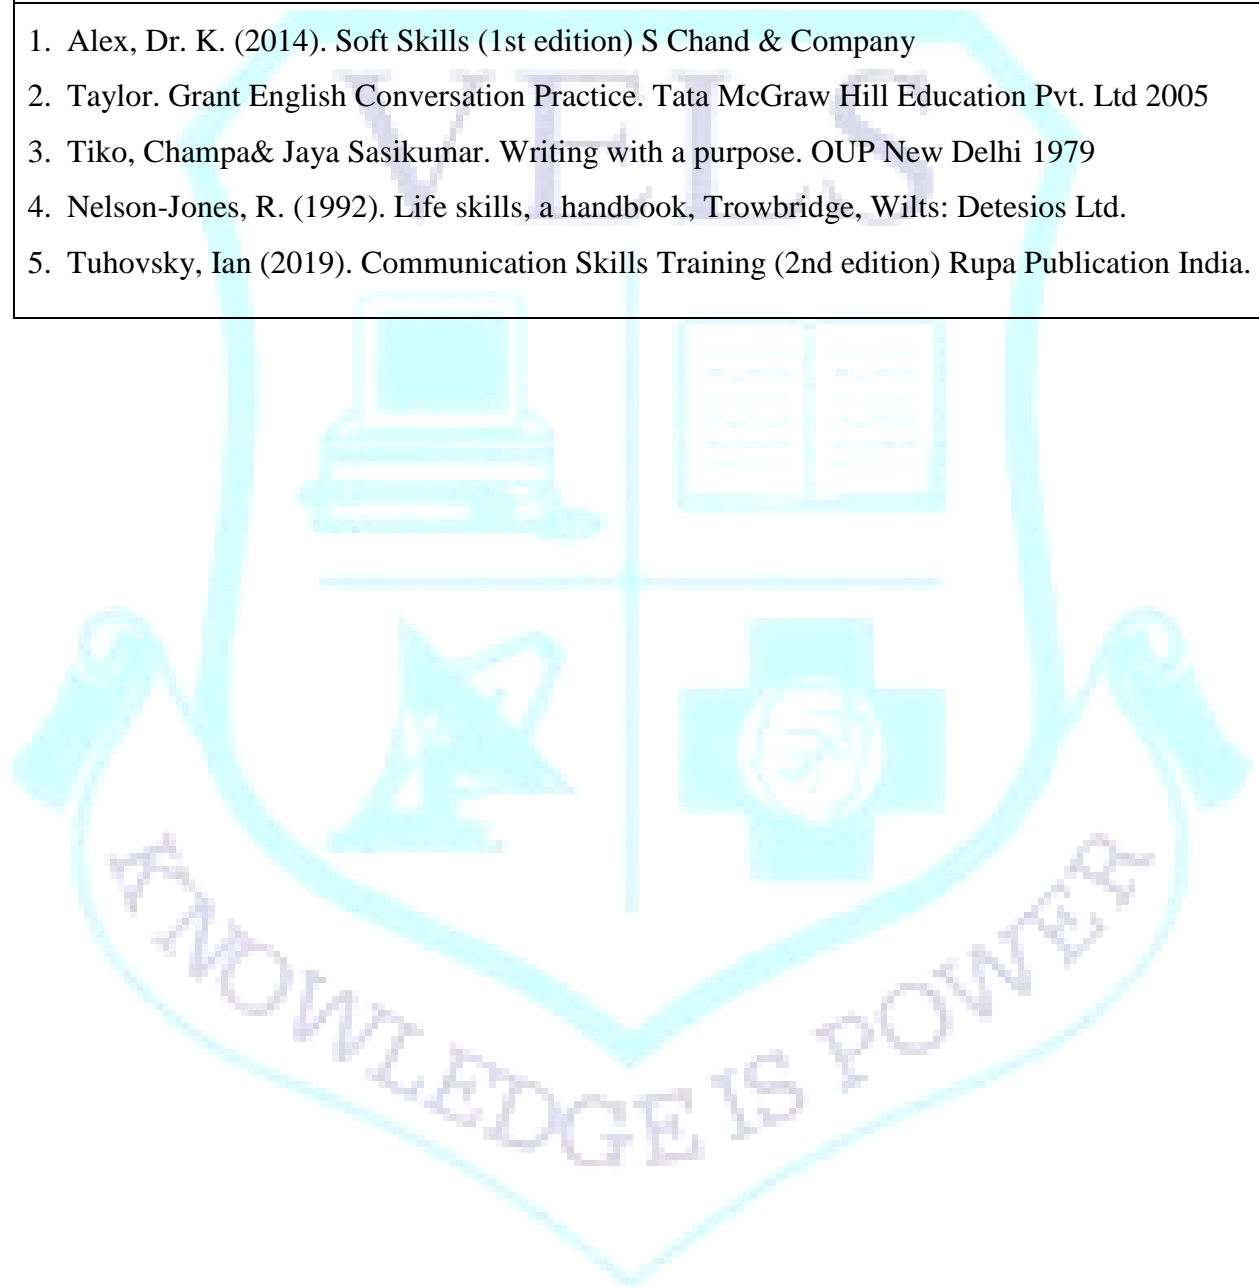 VELS
1. Alex, Dr. K. (2014). Soft Skills (1st edition) S Chand & Company
2. Taylor. Grant English Conversation Practice. Tata McGraw Hill Education Pvt. Ltd 2005
3. Tiko, Champa& Jaya Sasikumar. Writing with a purpose. OUP New Delhi 1979
4. Nelson-Jones, R. (1992). Life skills, a handbook, Trowbridge, Wilts: Detesios Ltd.
5. Tuhovsky, Ian (2019). Communication Skills Training (2nd edition) Rupa Publication India.
KNOWLEDGE IS POWER